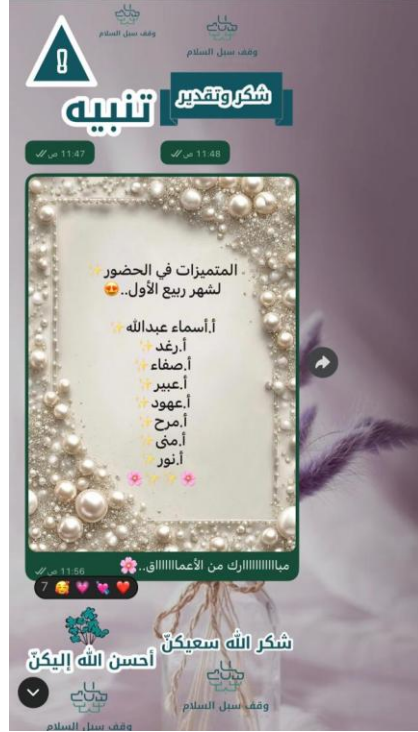 وقف سبل السلام
وقف سبل السلام
تنبيه
شكر وتقدير
11:47 ص
11:48 ص
المتميزات في الحضور✨
لشهر ربيع الأول..😍
أ.أسماء عبدالله✨
أ.رغد✨
أ.صفاء✨
أ.عبير✨
أ.عهود✨
أ.مرح✨
أ.منى✨
أ.نور✨
🌸✨✨🌸
مبااااااااااارك من الأعمااااااااق..🌸
11:56 ص
7
شكر الله سعيكنّ
أحسن الله إليكنّ
وقف سبل السلام
وقف سبل السلام